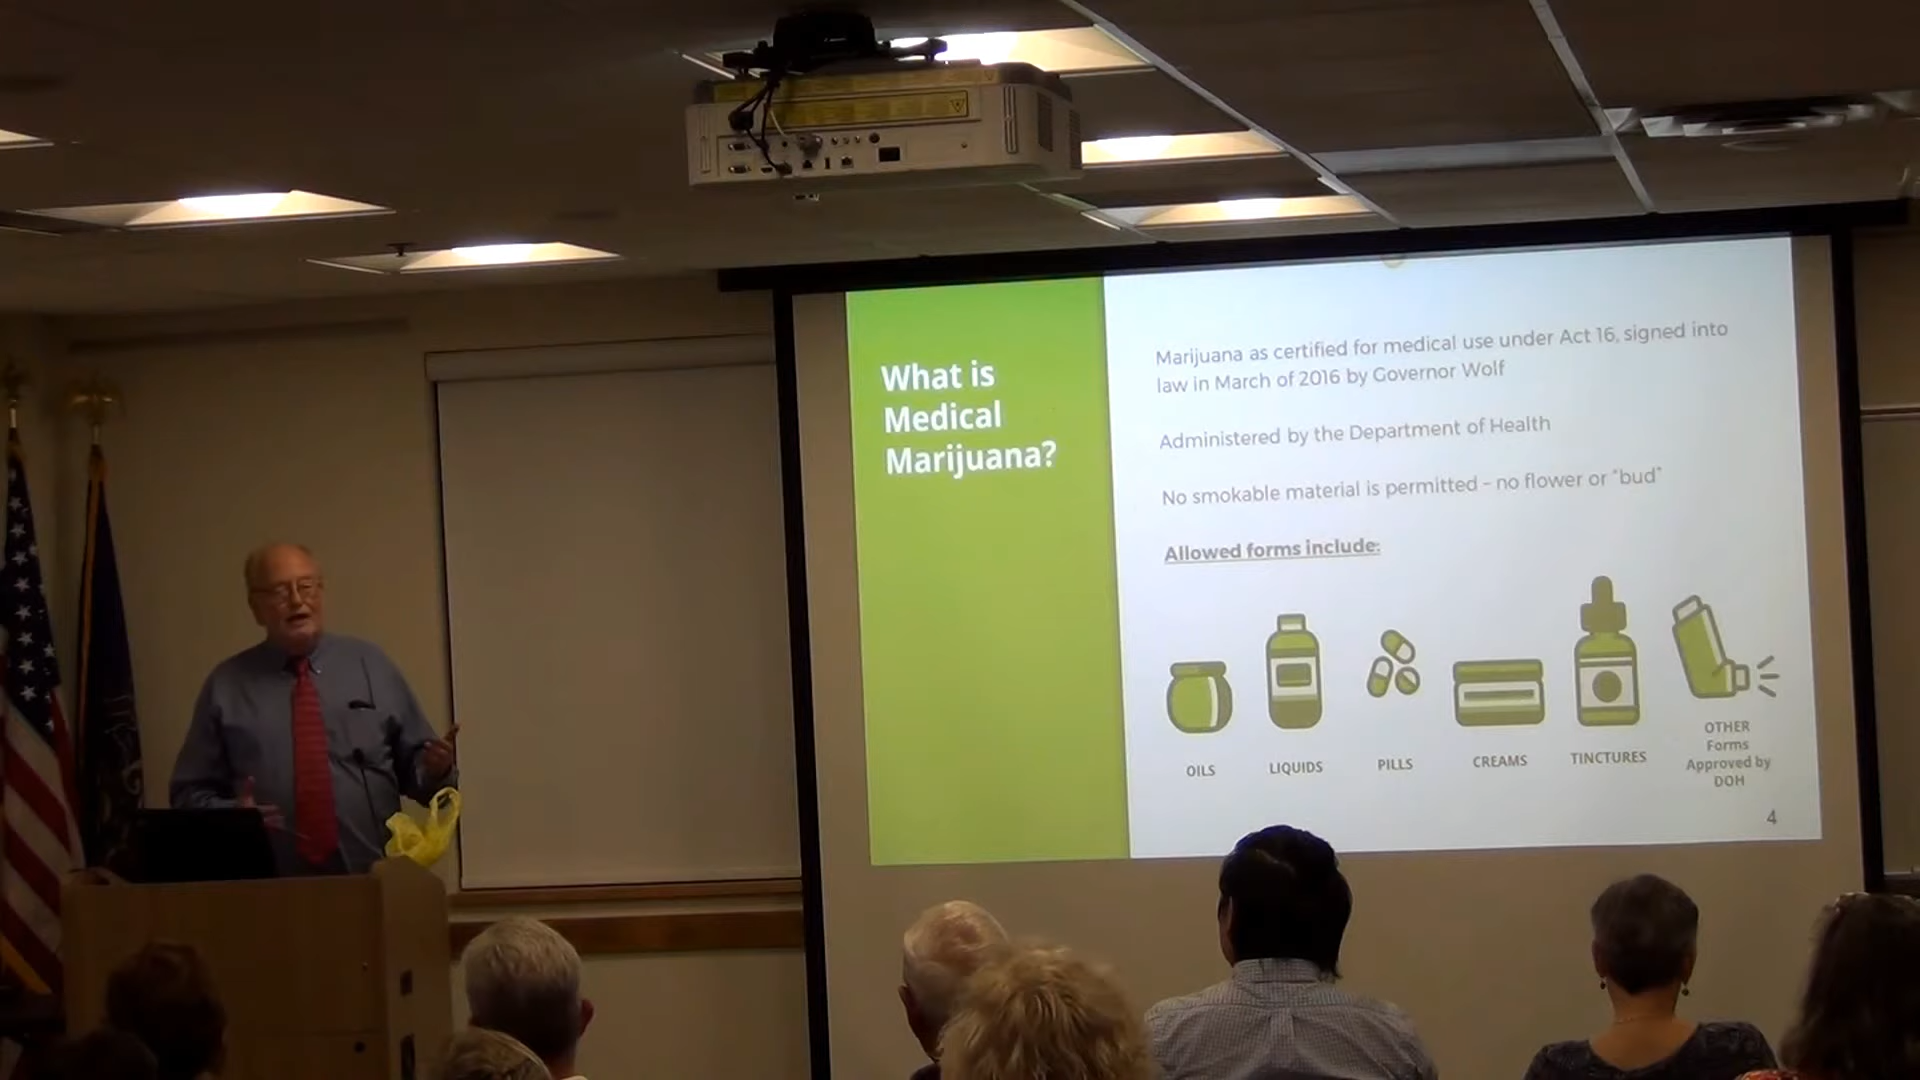 What is
Medical
Marijuana?
Marijuana as certified for medical use under Act 16, signed into
law in March of 2016 by Governor Wolf
Administered by the Department of Health
No smokable material is permitted – no flower or "bud"
Allowed forms include:
OILS
LIQUIDS
PILLS
CREAMS
TINCTURES
OTHER
Forms
Approved by
DOH
4